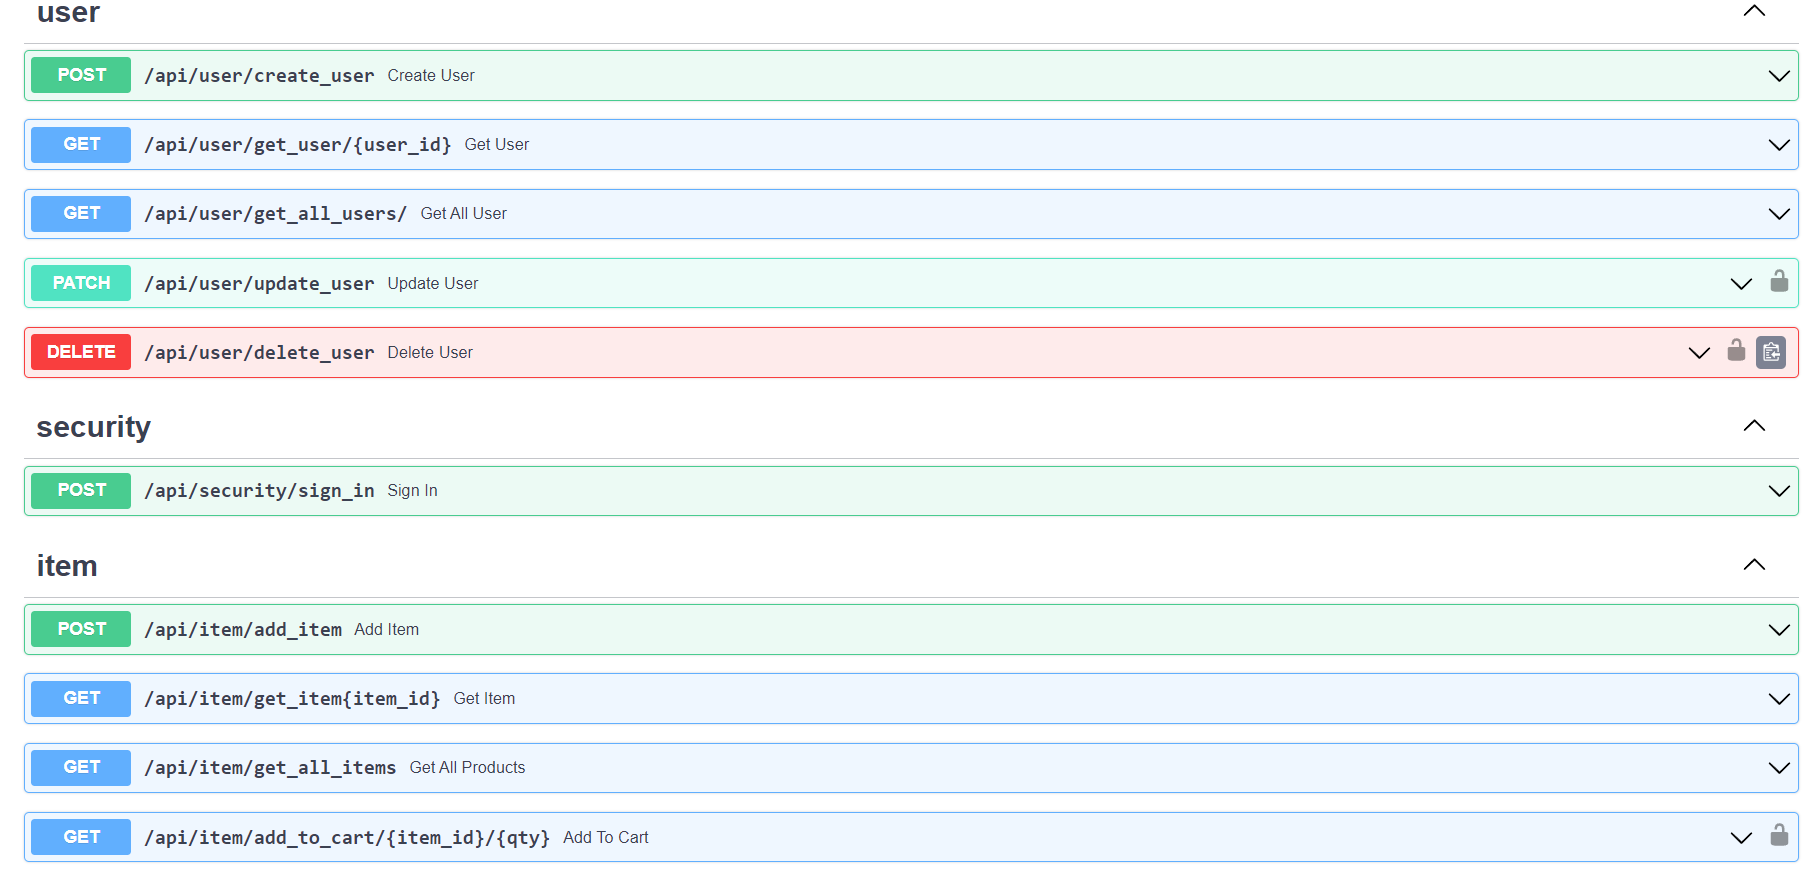 user
POST /api/user/create_user Create User
GET /api/user/get_user/{user_id} Get User
GET /api/user/get_all_users/ Get All User
PATCH /api/user/update_user Update User
DELETE /api/user/delete_user Delete User
security
POST /api/security/sign_in Sign In
item
POST /api/item/add_item Add Item
GET /api/item/get_item{item_id} Get Item
GET /api/item/get_all_items Get All Products
GET /api/item/add_to_cart/{item_id}/{qty} Add To Cart